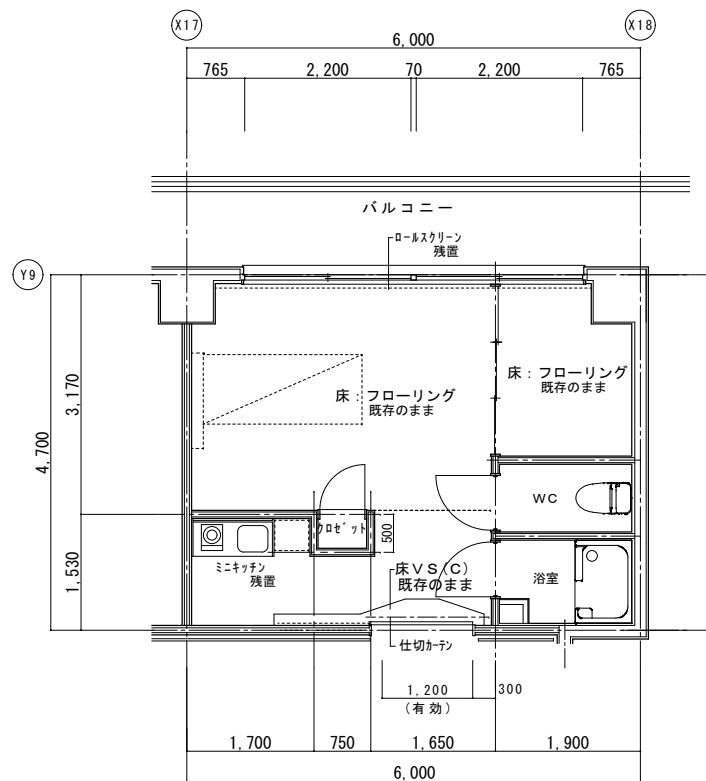 X17
X18
6,000
765
2,200
70
2,200
765
バルコニー
ロールスクリーン
残置
Y9
床：フローリング
既存のまま
床：フローリング
既存のまま
3,170
4,700
WC
クロゼット
500
ミニキッチン
残置
床VS(C)
既存のまま
浴室
1,530
仕切カーテン
1,200
(有効)
300
1,700
750
1,650
1,900
6,000